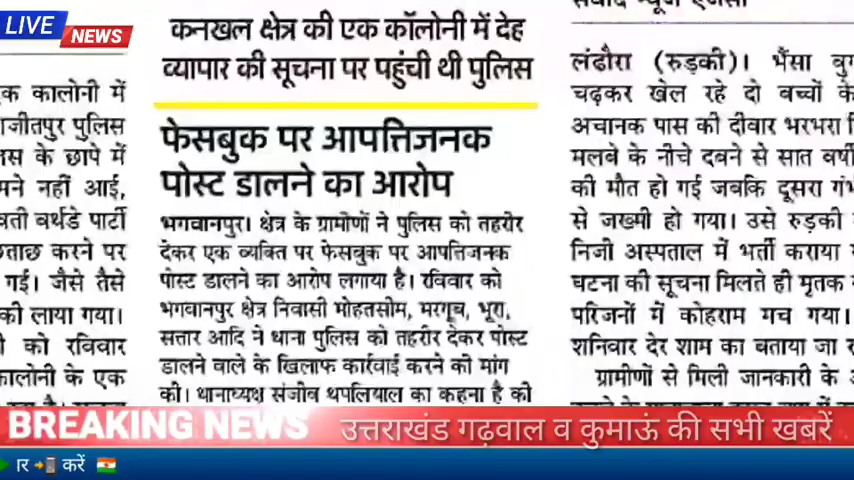 LIVE
NEWS
कनखल क्षेत्र की एक कॉलोनी में देह
व्यापार की सूचना पर पहुंची थी पुलिस
क कालोनी में
जीतपुर पुलिस
के छापे में
नहीं आई,
वती बर्थडे पार्टी
करने पर
गई। जैसे तैसे
की लाया गया।
को रविवार
कालोनी के एक
फेसबुक पर आपत्तिजनक
पोस्ट डालने का आरोप
भगवानपुर। क्षेत्र के ग्रामीणों ने पुलिस को तहरीर
देकर एक व्यक्ति पर फेसबुक पर आपत्तिजनक
पोस्ट डालने का आरोप लगाया है। रविवार को
भगवानपुर क्षेत्र निवासी मोहतसीम, मरगूब, भूरा,
सत्तार आदि ने थाना पुलिस को तहरीर देकर पोस्ट
डालने वाले के खिलाफ कार्रवाई करने की मांग
की। थानाध्यक्ष संजीव थपलियाल का कहना है की
लंढौरा (रुड़की)। भैंसा
चढ़कर खेल रहे दो बच्चों के
अचानक पास की दीवार भरभरा
मलबे के नीचे दबने से सात वर्षी
की मौत हो गई जबकि दूसरा गंभ
से जख्मी हो गया। उसे रुड़की
निजी अस्पताल में भर्ती कराया
घटना की सूचना मिलते ही मृतक
परिजनों में कोहराम मच गया।
शनिवार देर शाम का बताया जा
ग्रामीणों से मिली जानकारी के
BREAKING NEWS
उत्तराखंड गढ़वाल व कुमाऊं की सभी खबरें
र करें